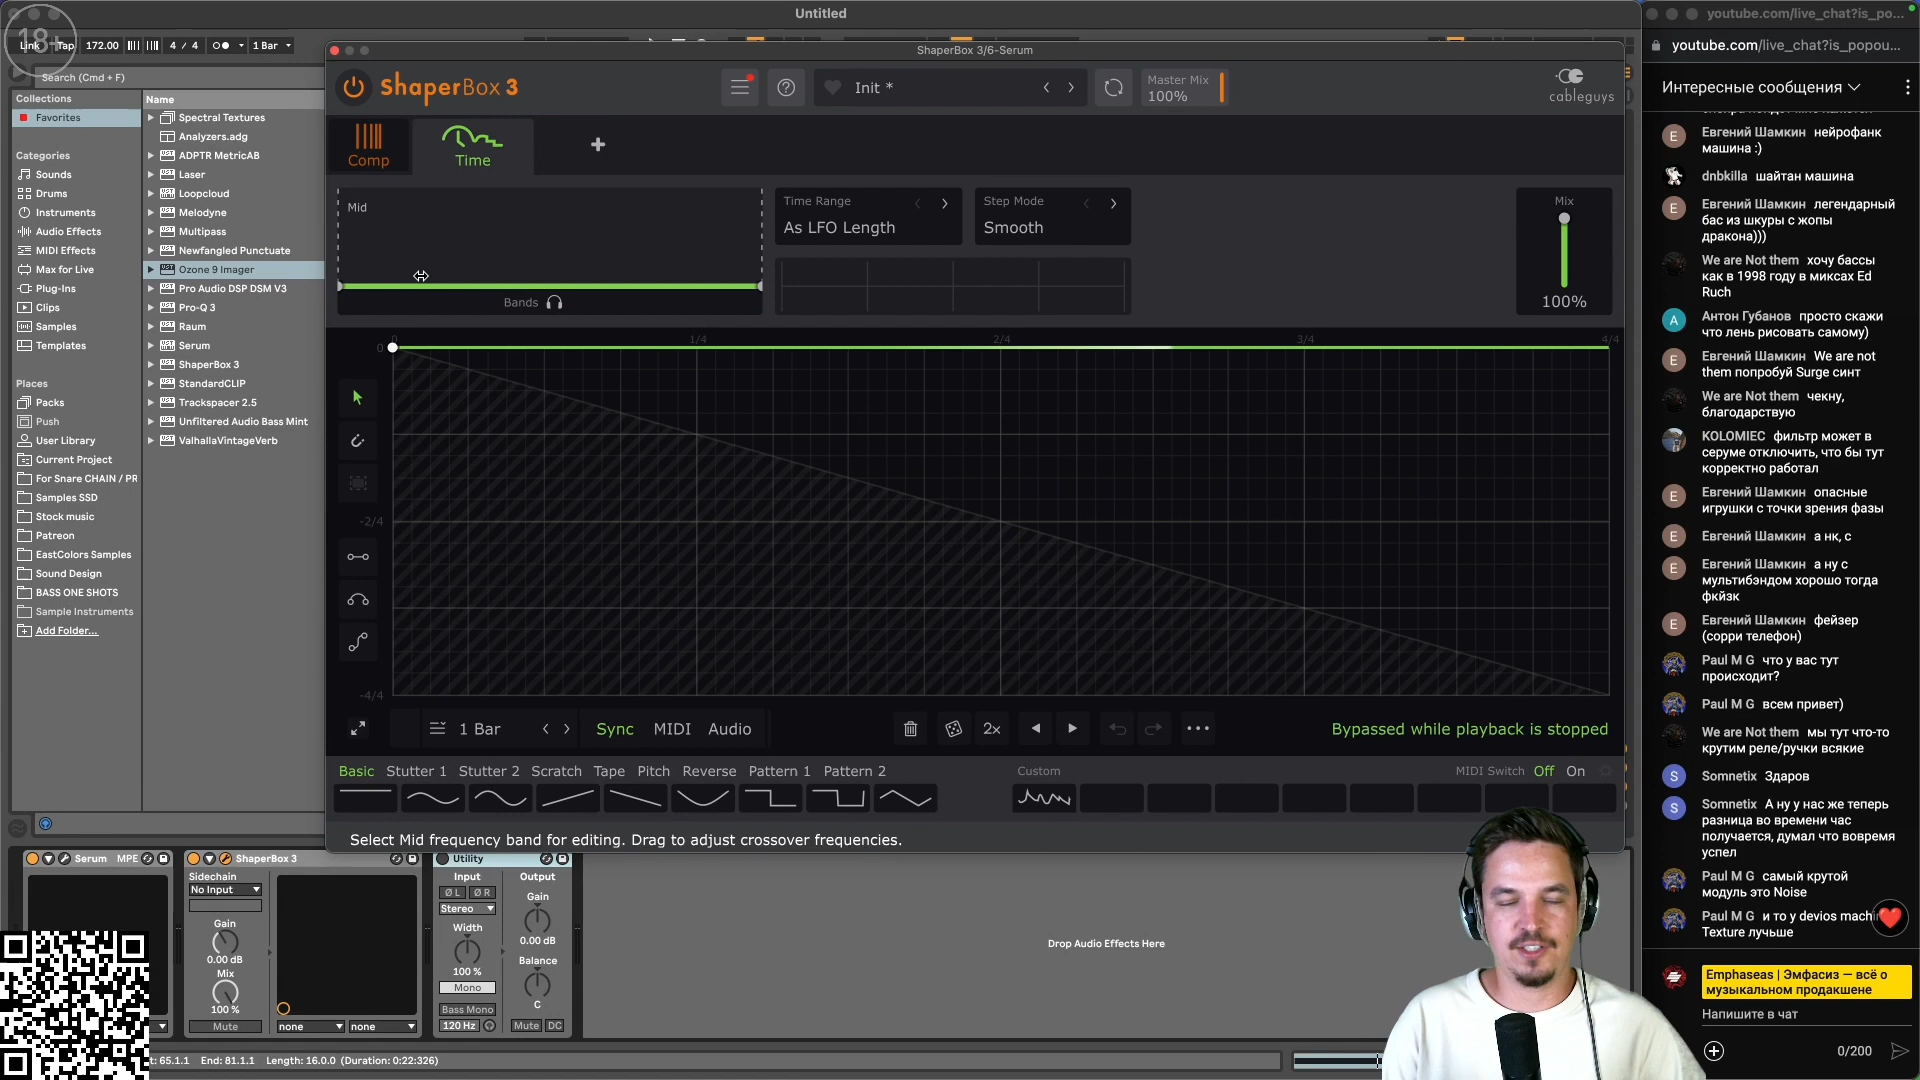 Untitled
18+
Link
Tap
172.00
4 / 4
1 Bar
Search (Cmd + F)
Collections
Favorites
Categories
Sounds
Drums
Instruments
Audio Effects
MIDI Effects
Max for Live
Plug-Ins
Clips
Samples
Templates
Places
Packs
Push
User Library
Current Project
For Snare CHAIN / PR
Samples SSD
Stock music
Patreon
EastColors Samples
Sound Design
BASS ONE SHOTS
Sample Instruments
Add Folder...
Name
Spectral Textures
Analyzers.adg
ADPTR MetricAB
Laser
Loopcloud
Melodyne
Multipass
Newfangled Punctuate
Ozone 9 Imager
Pro Audio DSP DSM V3
Pro-Q 3
Raum
Serum
ShaperBox 3
StandardCLIP
Trackspacer 2.5
Unfiltered Audio Bass Mint
ValhallaVintageVerb
ShaperBox 3/6-Serum
ShaperBox 3
Init *
Master Mix
100%
cableguys
Comp
Time
Mid
Bands
Time Range
As LFO Length
Step Mode
Smooth
Mix
100%
0 1/4 2/4 3/4 4/4
0
-2/4
-4/4
1 Bar
Sync MIDI Audio
2x
Bypassed while playback is stopped
Basic Stutter 1 Stutter 2 Scratch Tape Pitch Reverse Pattern 1 Pattern 2
Custom
MIDI Switch Off On
Select Mid frequency band for editing. Drag to adjust crossover frequencies.
Serum MPE
ShaperBox 3
Sidechain
No Input
Gain
0.00 dB
Mix
100 %
Mute
none
none
Utility
Input
Ø L Ø R
Stereo
Width
100 %
Mono
Bass Mono
120 Hz
Output
Gain
0.00 dB
Balance
C
Mute DC
Drop Audio Effects Here
t: 65.1.1 End: 81.1.1 Length: 16.0.0 (Duration: 0:22:326)
youtube.com/live_chat?is_po...
youtube.com/live_chat?is_popou...
Интересные сообщения
Евгений Шамкин нейрофанк
машина :)
dnbkilla шайтан машина
Евгений Шамкин легендарный
бас из шкуры с жопы
дракона)))
We are Not them хочу бассы
как в 1998 году в миксах Ed
Ruch
Антон Губанов просто скажи
что лень рисовать самому)
Евгений Шамкин We are not
them попробуй Surge синт
We are Not them чекну,
благодарствую
KOLOMIEC фильтр может в
серуме отключить, что бы тут
корректно работал
Евгений Шамкин опасные
игрушки с точки зрения фазы
Евгений Шамкин а нк, с
Евгений Шамкин а ну с
мультибэндом хорошо тогда
фкйзк
Евгений Шамкин фейзер
(сорри телефон)
Paul M G что у вас тут
происходит?
Paul M G всем привет)
We are Not them мы тут что-то
крутим реле/ручки всякие
Somnetix Здаров
Somnetix А ну у нас же теперь
разница во времени час
получается, думал что вовремя
успел
Paul M G самый крутой
модуль это Noise
Paul M G и то у devios machi
Texture лучьше
Emphaseas | Эмфасиз — всё о
музыкальном продакшене
Напишите в чат
0/200